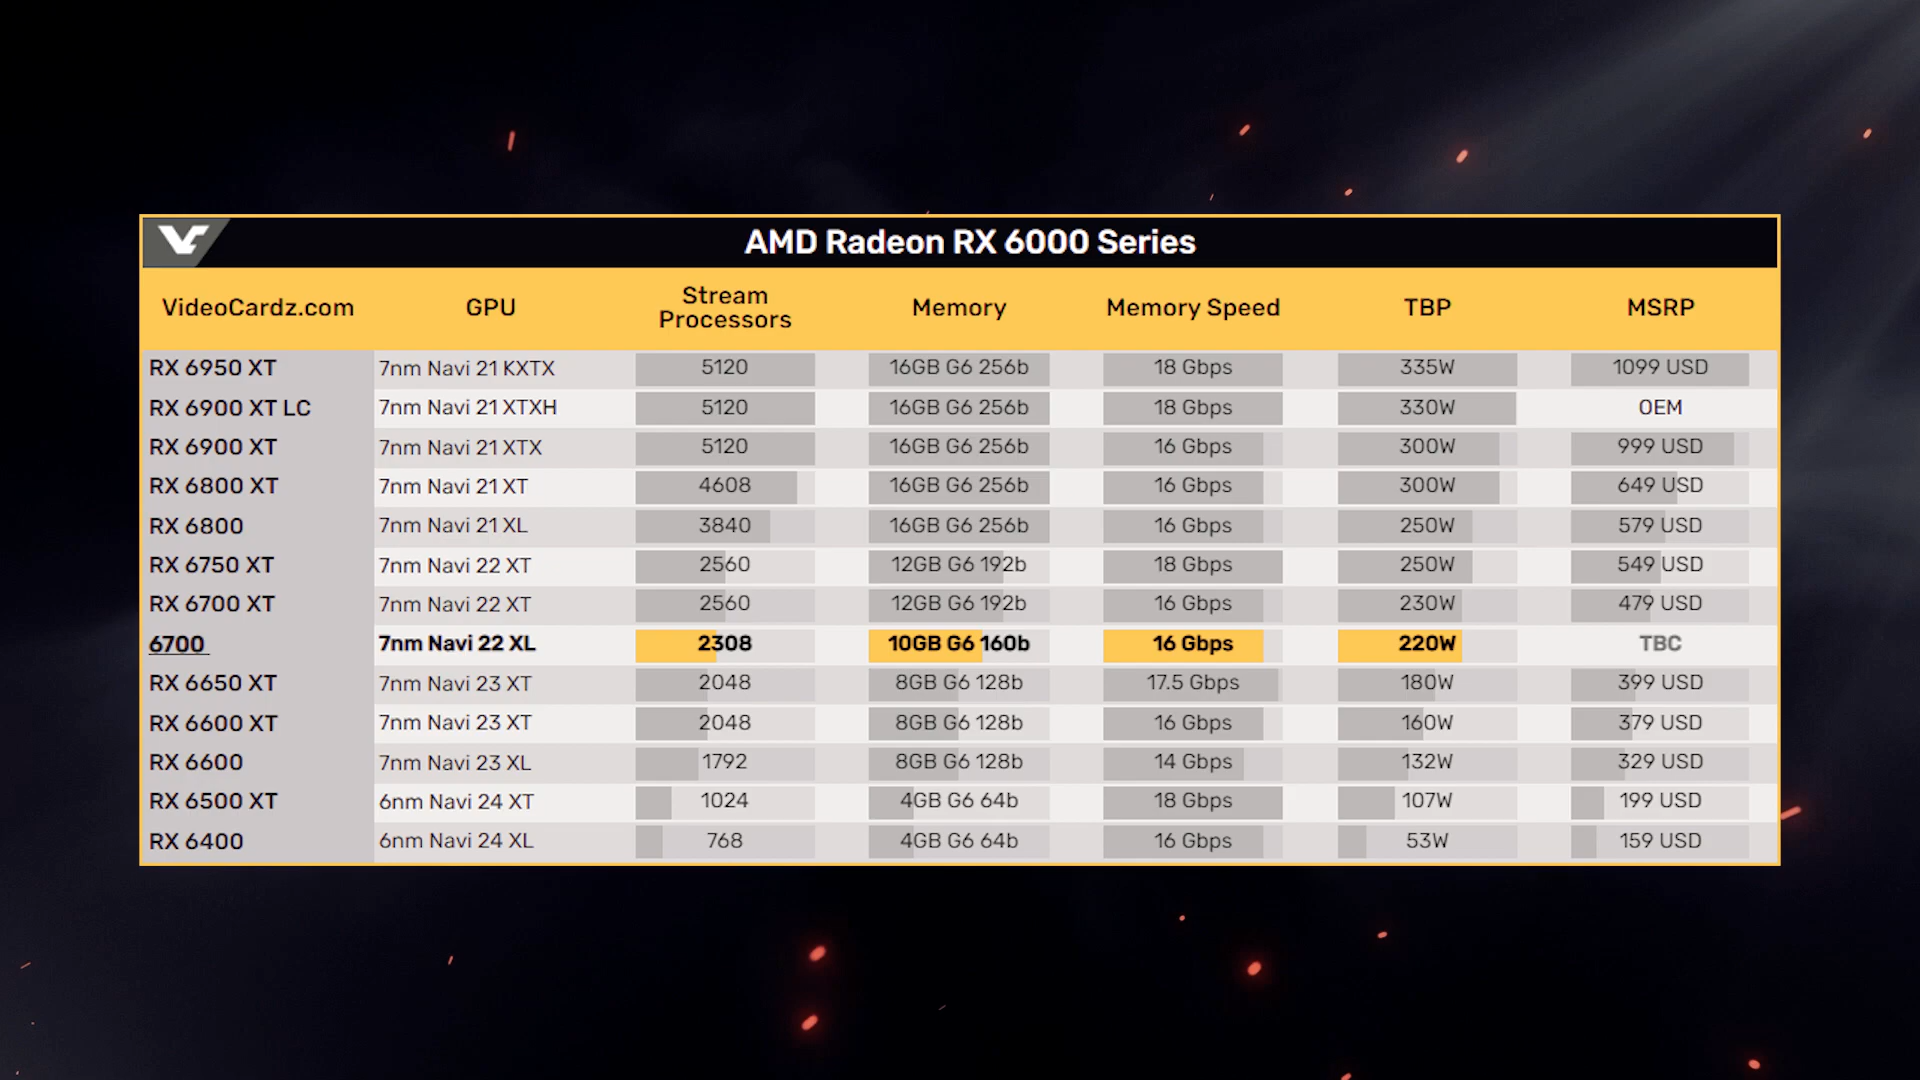 AMD Radeon RX 6000 Series
VideoCardz.com GPU Stream Processors Memory Memory Speed TBP MSRP
RX 6950 XT 7nm Navi 21 KXTX 5120 16GB G6 256b 18 Gbps 335W 1099 USD
RX 6900 XT LC 7nm Navi 21 XTXH 5120 16GB G6 256b 18 Gbps 330W OEM
RX 6900 XT 7nm Navi 21 XTX 5120 16GB G6 256b 16 Gbps 300W 999 USD
RX 6800 XT 7nm Navi 21 XT 4608 16GB G6 256b 16 Gbps 300W 649 USD
RX 6800 7nm Navi 21 XL 3840 16GB G6 256b 16 Gbps 250W 579 USD
RX 6750 XT 7nm Navi 22 XT 2560 12GB G6 192b 18 Gbps 250W 549 USD
RX 6700 XT 7nm Navi 22 XT 2560 12GB G6 192b 16 Gbps 230W 479 USD
6700 7nm Navi 22 XL 2308 10GB G6 160b 16 Gbps 220W TBC
RX 6650 XT 7nm Navi 23 XT 2048 8GB G6 128b 17.5 Gbps 180W 399 USD
RX 6600 XT 7nm Navi 23 XT 2048 8GB G6 128b 16 Gbps 160W 379 USD
RX 6600 7nm Navi 23 XL 1792 8GB G6 128b 14 Gbps 132W 329 USD
RX 6500 XT 6nm Navi 24 XT 1024 4GB G6 64b 18 Gbps 107W 199 USD
RX 6400 6nm Navi 24 XL 768 4GB G6 64b 16 Gbps 53W 159 USD